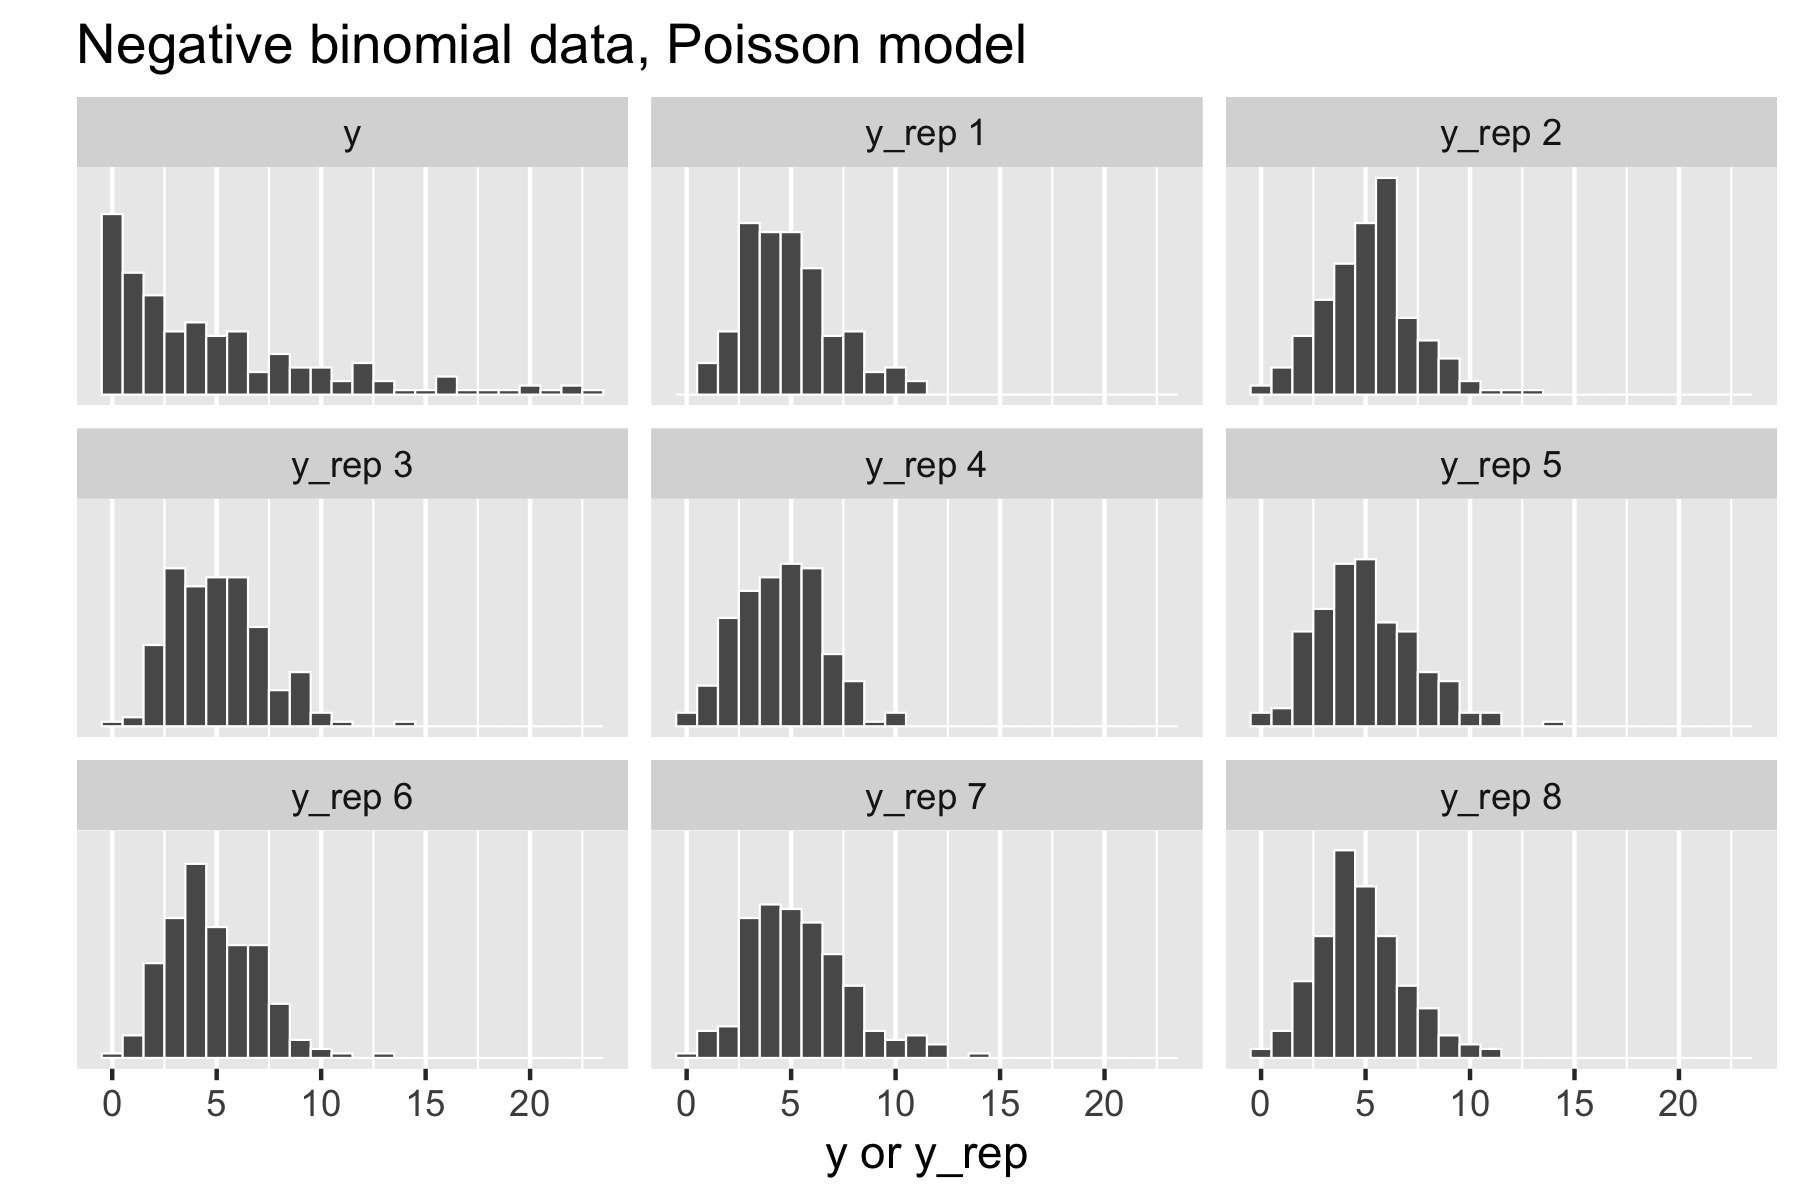 Negative binomial data, Poisson model
y y_rep 1 y_rep 2
y_rep 3 y_rep 4 y_rep 5
y_rep 6 y_rep 7 y_rep 8
0 5 10 15 20 0 5 10 15 20 0 5 10 15 20
y or y_rep